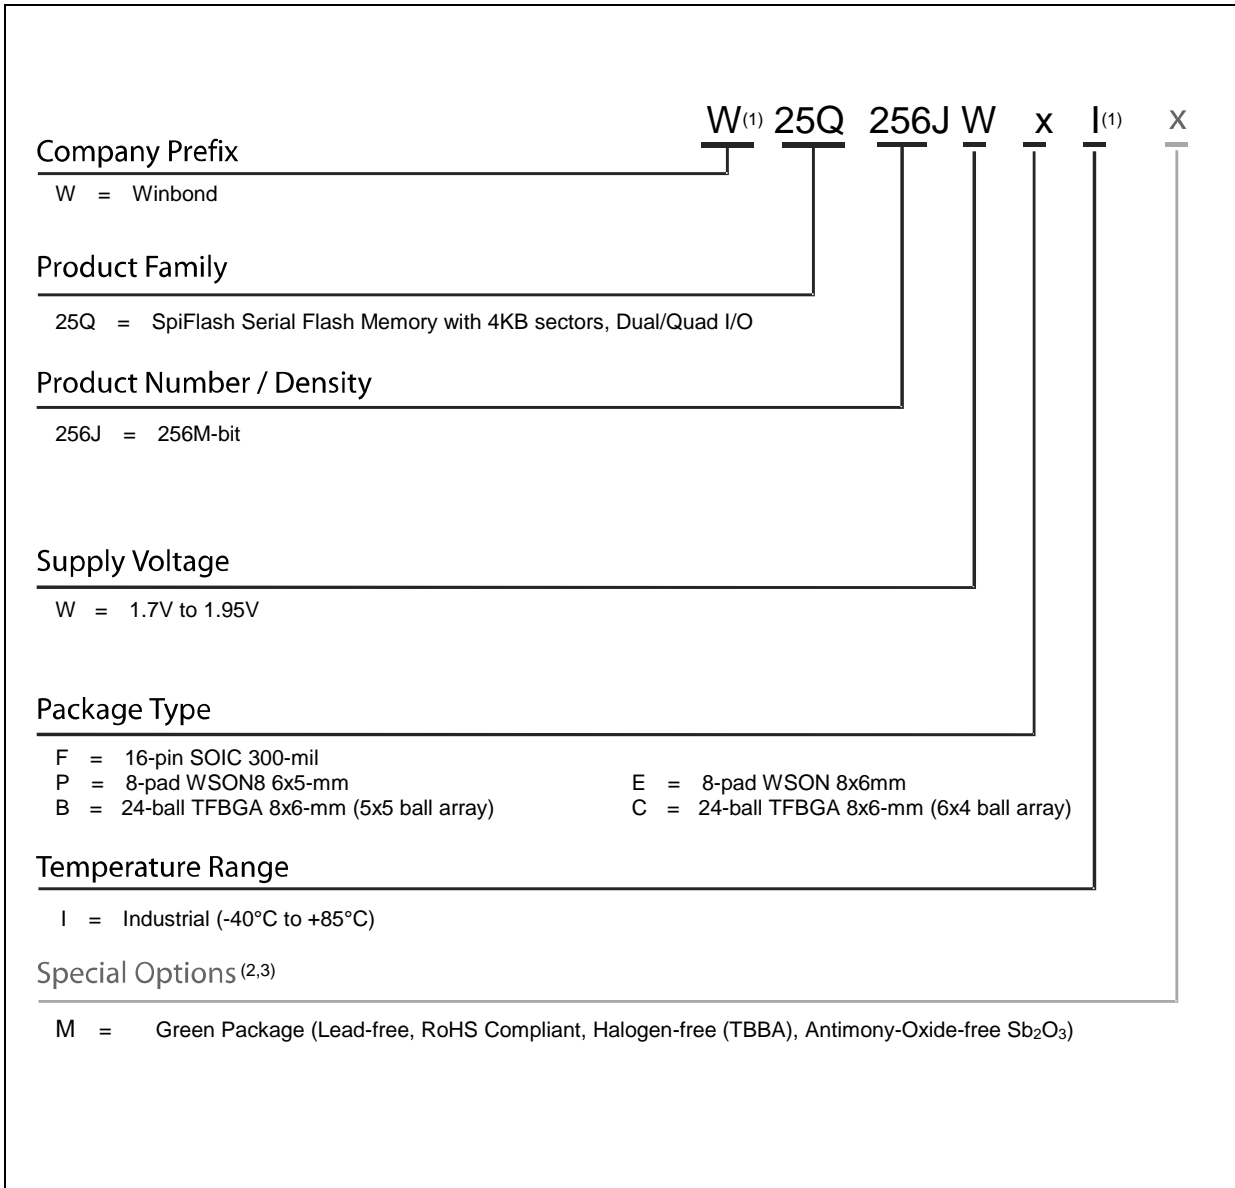 W(1) 25Q 256J W x I(1) x
Company Prefix
W = Winbond
Product Family
25Q = SpiFlash Serial Flash Memory with 4KB sectors, Dual/Quad I/O
Product Number / Density
256J = 256M-bit
Supply Voltage
W = 1.7V to 1.95V
Package Type
F = 16-pin SOIC 300-mil
P = 8-pad WSON8 6x5-mm E = 8-pad WSON 8x6mm
B = 24-ball TFBGA 8x6-mm (5x5 ball array) C = 24-ball TFBGA 8x6-mm (6x4 ball array)
Temperature Range
I = Industrial (-40°C to +85°C)
Special Options (2,3)
M = Green Package (Lead-free, RoHS Compliant, Halogen-free (TBBA), Antimony-Oxide-free Sb₂O₃)